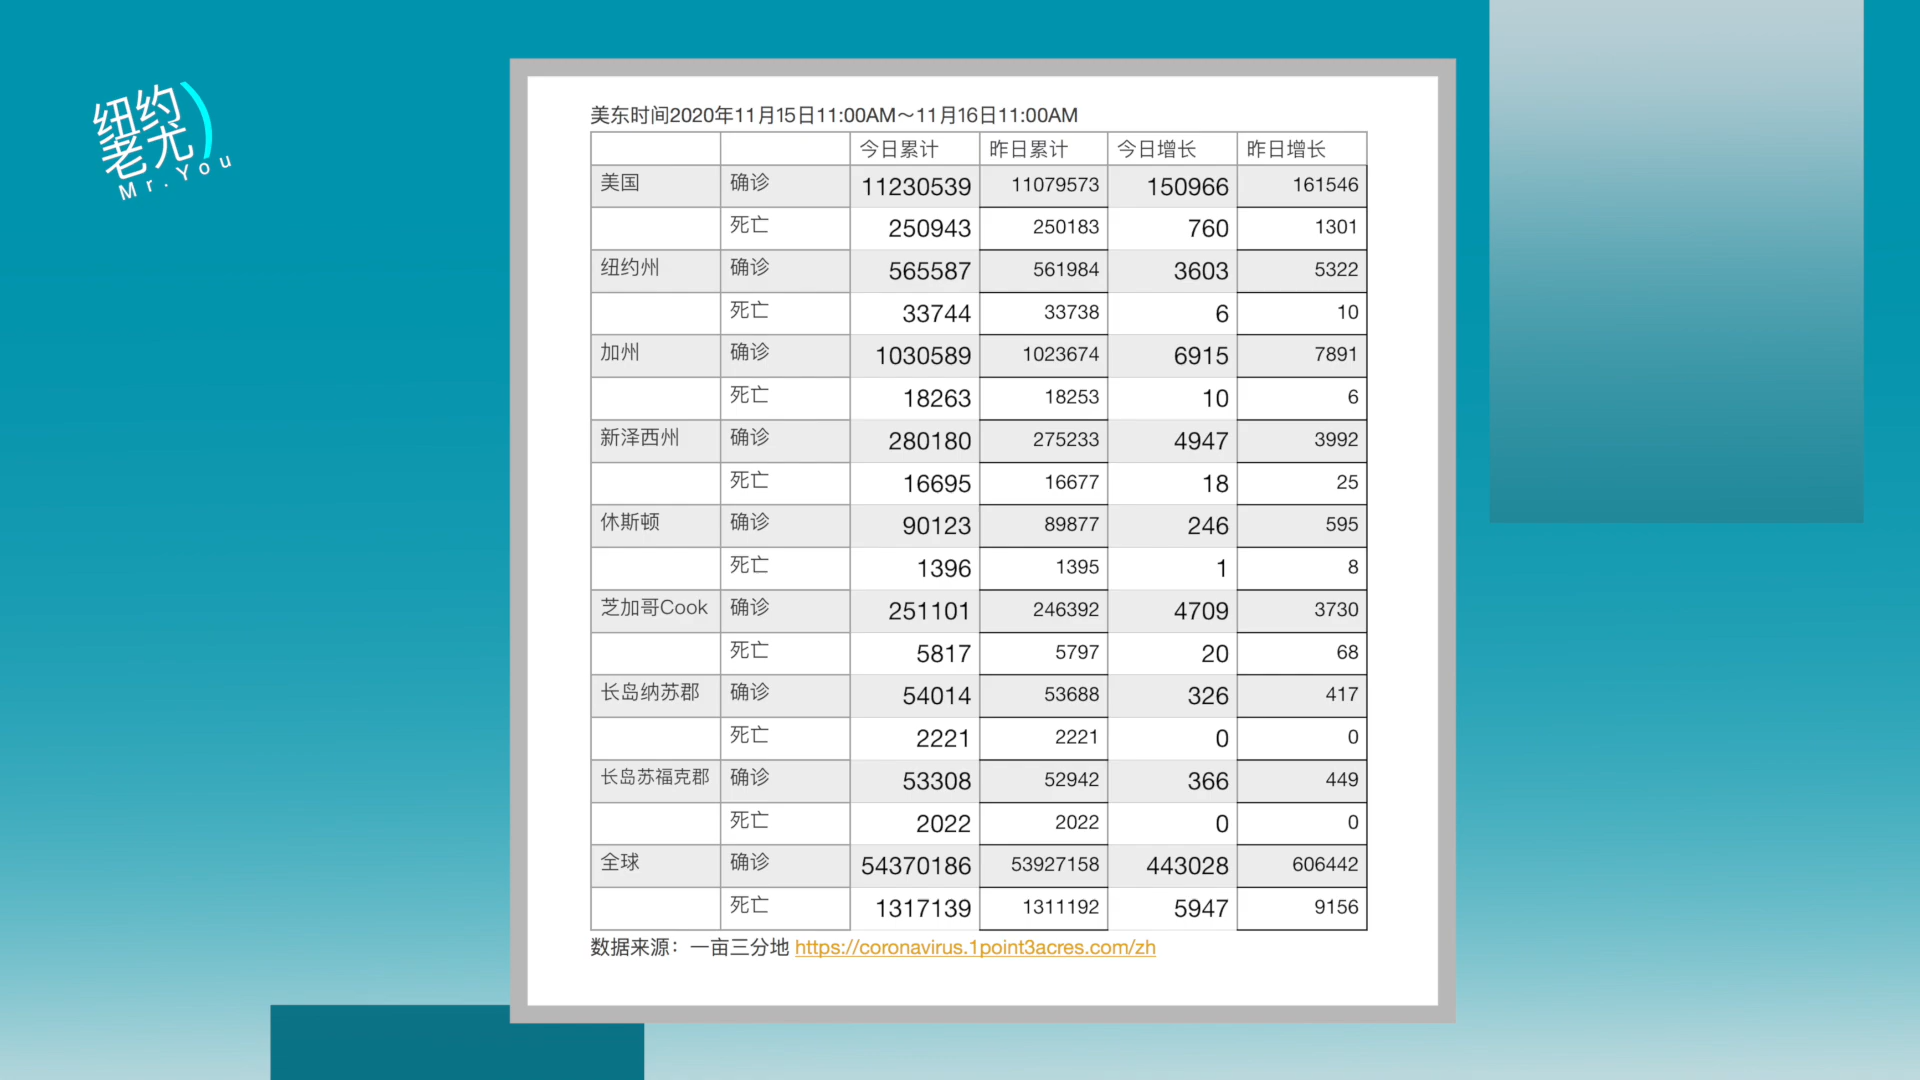 纽约
老尤
Mr.You
美东时间2020年11月15日11:00AM～11月16日11:00AM
今日累计 昨日累计 今日增长 昨日增长
美国 确诊 11230539 11079573 150966 161546
死亡 250943 250183 760 1301
纽约州 确诊 565587 561984 3603 5322
死亡 33744 33738 6 10
加州 确诊 1030589 1023674 6915 7891
死亡 18263 18253 10 6
新泽西州 确诊 280180 275233 4947 3992
死亡 16695 16677 18 25
休斯顿 确诊 90123 89877 246 595
死亡 1396 1395 1 8
芝加哥Cook 确诊 251101 246392 4709 3730
死亡 5817 5797 20 68
长岛纳苏郡 确诊 54014 53688 326 417
死亡 2221 2221 0 0
长岛苏福克郡 确诊 53308 52942 366 449
死亡 2022 2022 0 0
全球 确诊 54370186 53927158 443028 606442
死亡 1317139 1311192 5947 9156
数据来源：一亩三分地 https://coronavirus.1point3acres.com/zh